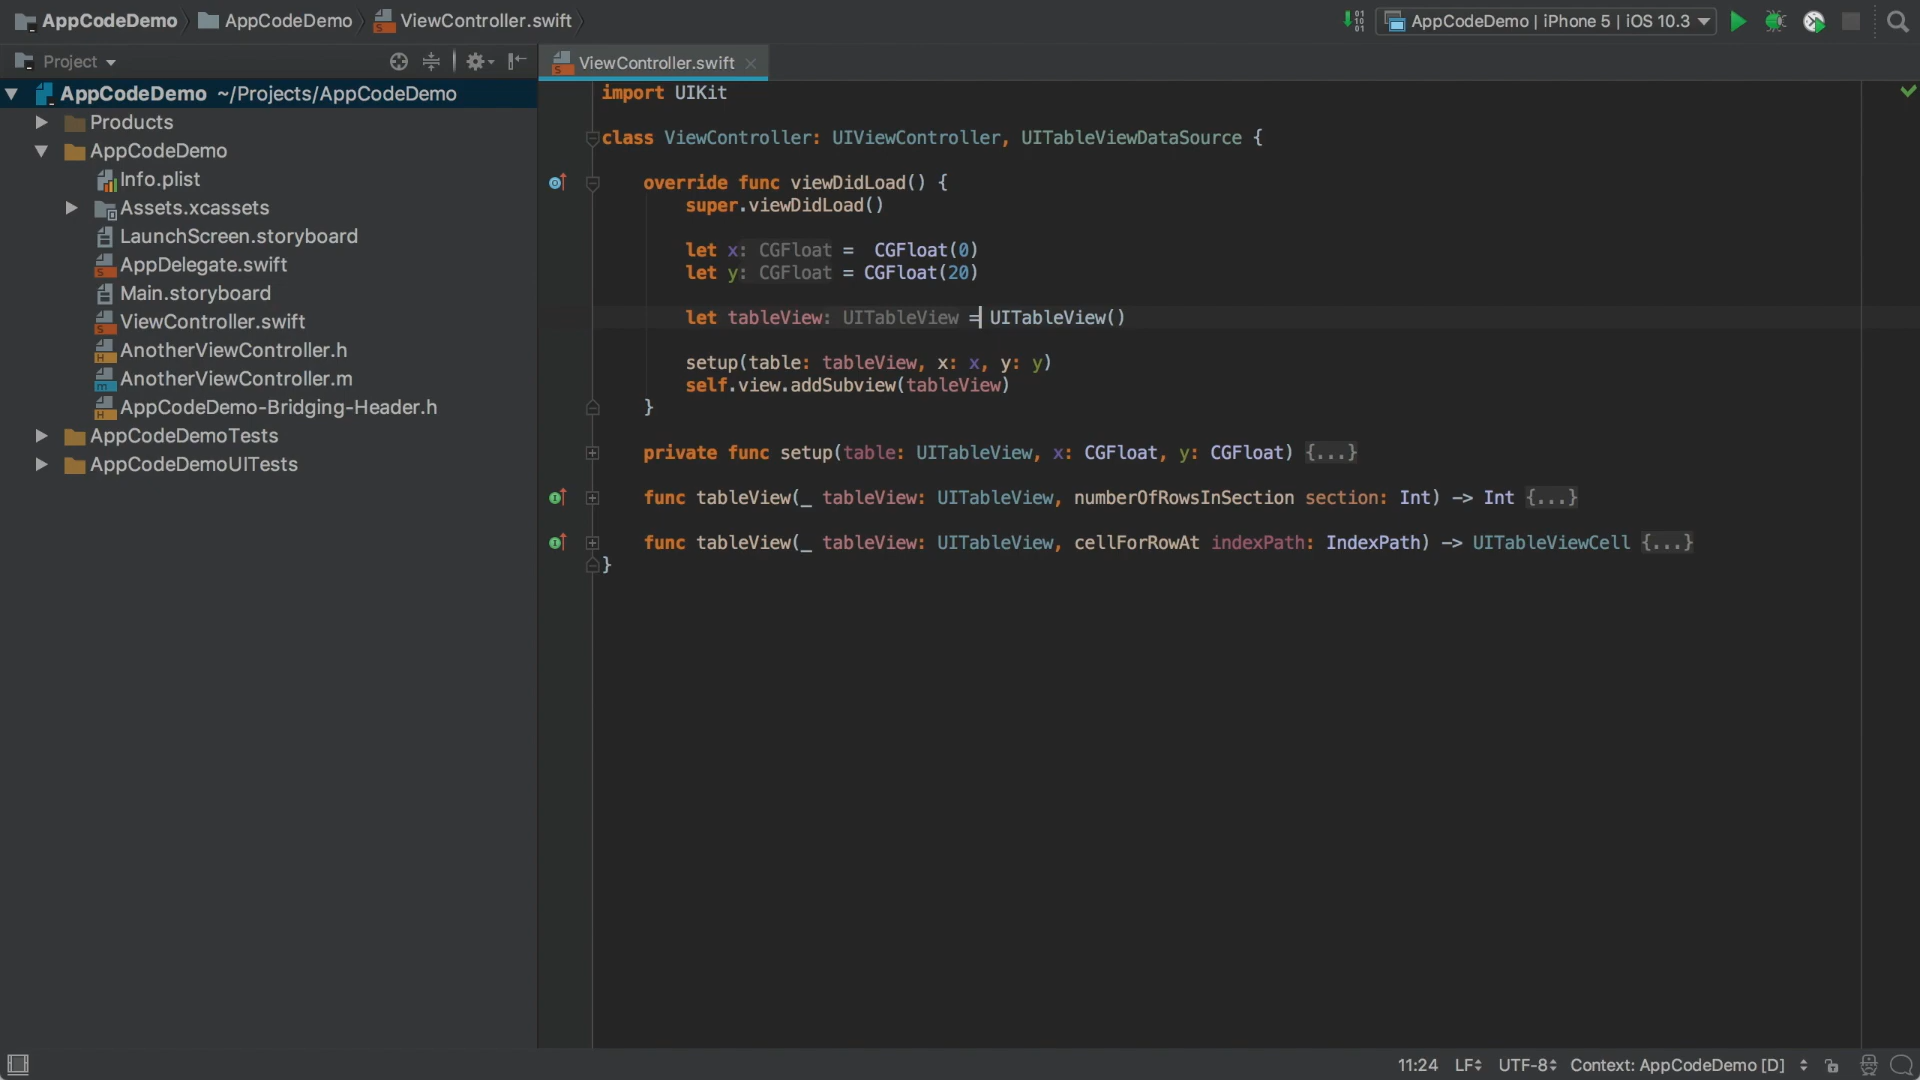 AppCodeDemo AppCodeDemo ViewController.swift
AppCodeDemo | iPhone 5 | iOS 10.3
Project
AppCodeDemo ~/Projects/AppCodeDemo
Products
AppCodeDemo
Info.plist
Assets.xcassets
LaunchScreen.storyboard
AppDelegate.swift
Main.storyboard
ViewController.swift
AnotherViewController.h
AnotherViewController.m
AppCodeDemo-Bridging-Header.h
AppCodeDemoTests
AppCodeDemoUITests
ViewController.swift
import UIKit
class ViewController: UIViewController, UITableViewDataSource {
override func viewDidLoad() {
super.viewDidLoad()
let x: CGFloat =  CGFloat(0)
let y: CGFloat = CGFloat(20)
let tableView: UITableView = UITableView()
setup(table: tableView, x: x, y: y)
self.view.addSubview(tableView)
}
private func setup(table: UITableView, x: CGFloat, y: CGFloat) {...}
func tableView(_ tableView: UITableView, numberOfRowsInSection section: Int) -> Int {...}
func tableView(_ tableView: UITableView, cellForRowAt indexPath: IndexPath) -> UITableViewCell {...}
}
11:24 LF UTF-8 Context: AppCodeDemo [D]